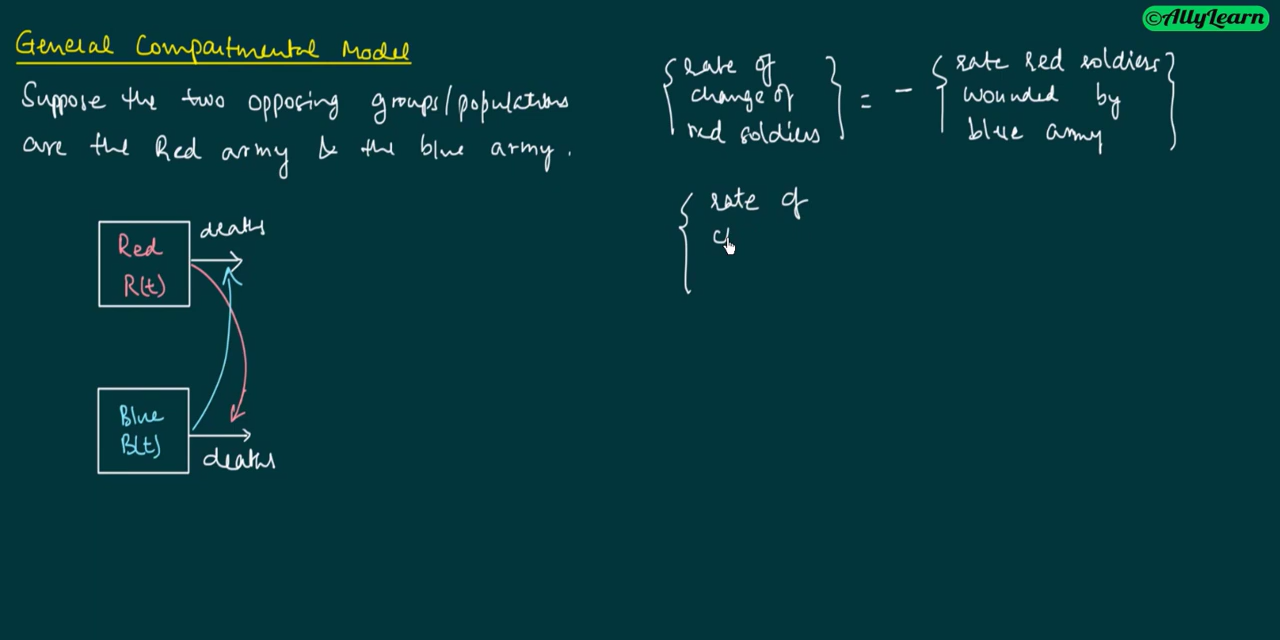 ©AllyLearn
General Compartmental Model
Suppose the two opposing groups/populations
are the Red army & the blue army.
deaths
Red
R(t)
Blue
B(t)
deaths
{ rate of
change of
red soldiers } = - { rate red soldiers
wounded by
blue army }
{ rate of
c